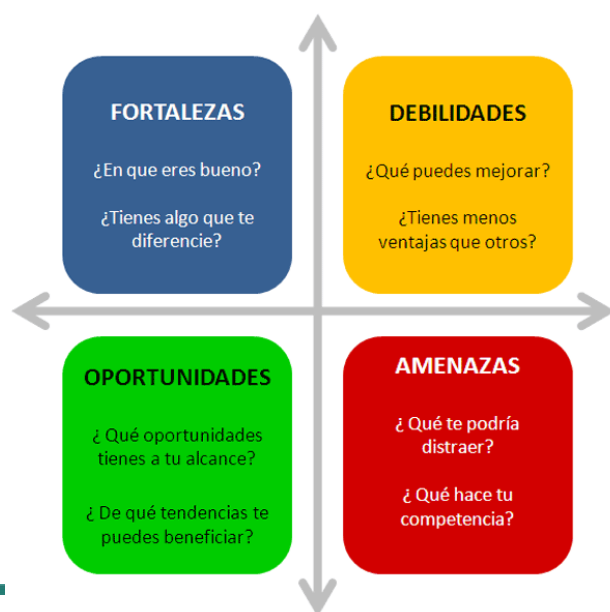 FORTALEZAS
¿En que eres bueno?
¿Tienes algo que te
diferencie?
DEBILIDADES
¿Qué puedes mejorar?
¿Tienes menos
ventajas que otros?
OPORTUNIDADES
¿ Qué oportunidades
tienes a tu alcance?
¿ De qué tendencias te
puedes beneficiar?
AMENAZAS
¿ Qué te podría
distraer?
¿ Qué hace tu
competencia?